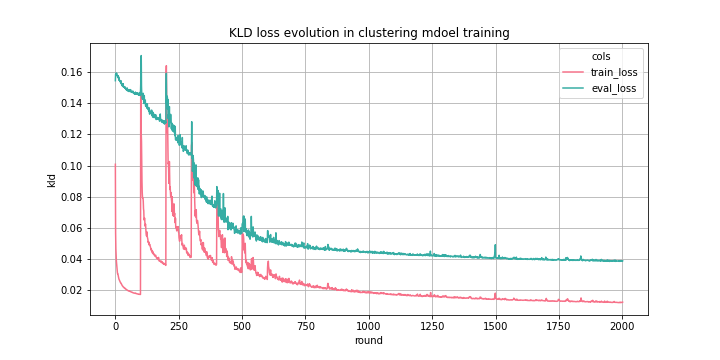 KLD loss evolution in clustering mdoel training
cols
train_loss
eval_loss
kld
0.16
0.14
0.12
0.10
0.08
0.06
0.04
0.02
0 250 500 750 1000 1250 1500 1750 2000
round